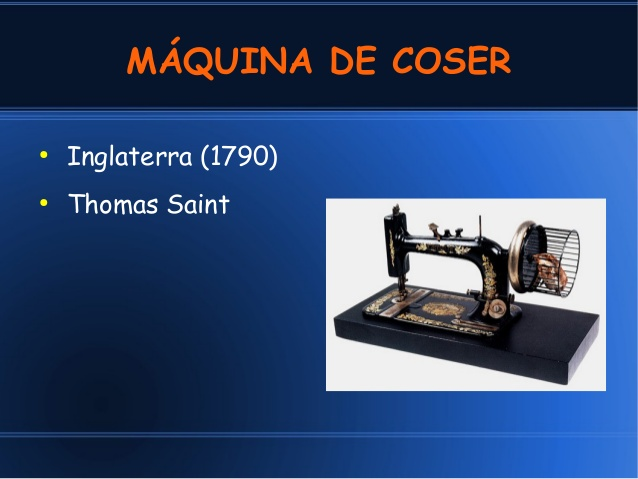 MÁQUINA DE COSER
Inglaterra (1790)
Thomas Saint